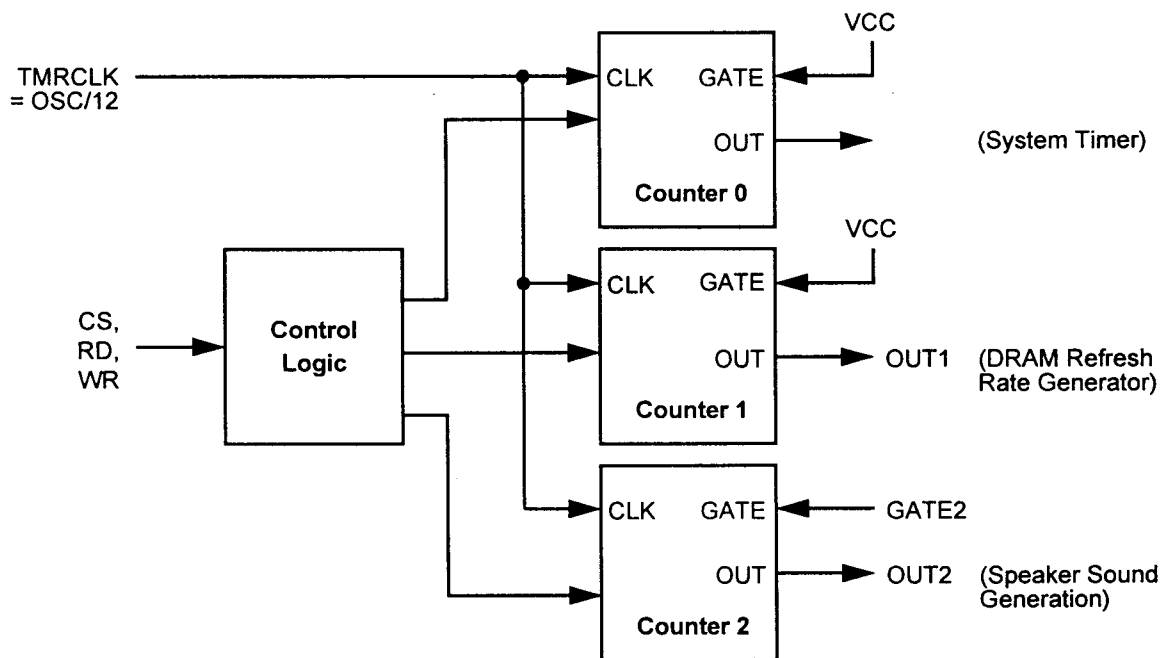 VCC
TMRCLK
= OSC/12
CLK GATE
OUT
(System Timer)
Counter 0
VCC
CLK GATE
CS,
RD,
WR
Control
Logic
OUT
OUT1
(DRAM Refresh
Rate Generator)
Counter 1
CLK GATE
GATE2
OUT
OUT2
(Speaker Sound
Generation)
Counter 2